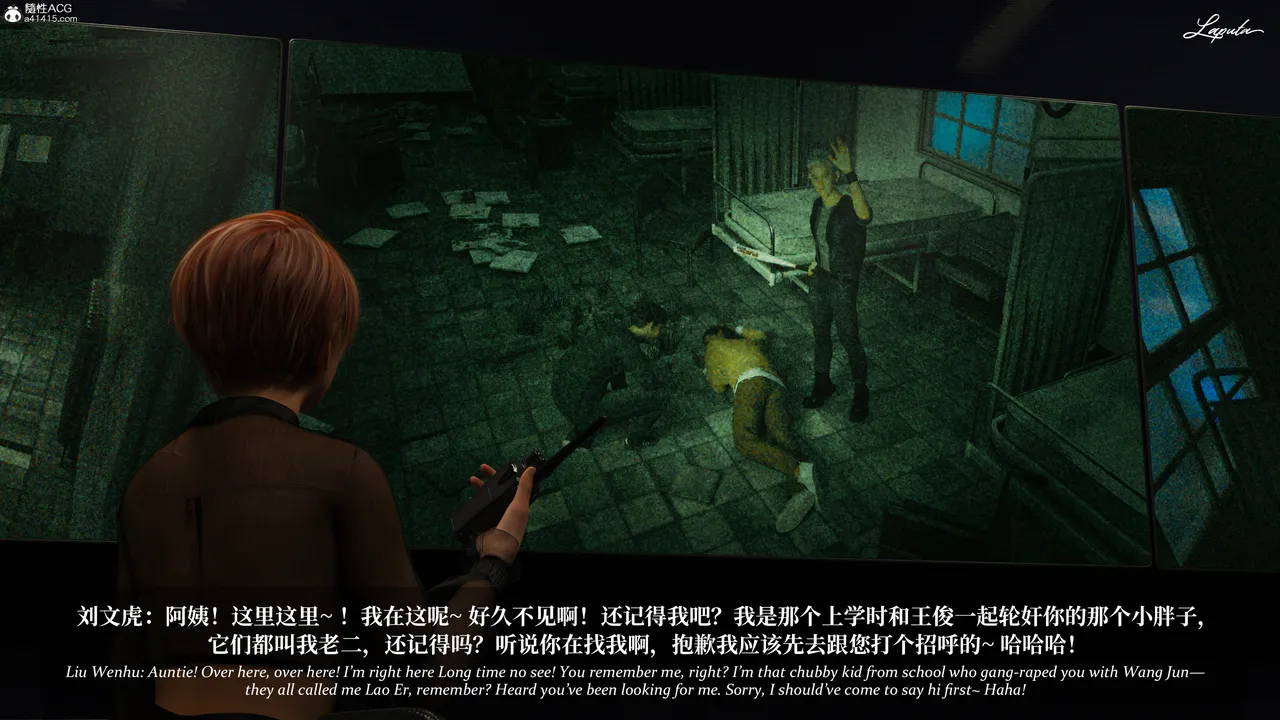 随性ACG
a41415.com
Laputa
刘文虎：阿姨！这里这里~！我在这呢~ 好久不见啊！还记得我吧？我是那个上学时和王俊一起轮奸你的那个小胖子，
它们都叫我老二，还记得吗？听说你在找我啊，抱歉我应该先去跟您打个招呼的~ 哈哈哈！
Liu Wenhu: Auntie! Over here, over here! I’m right here Long time no see! You remember me, right? I’m that chubby kid from school who gang-raped you with Wang Jun—
they all called me Lao Er, remember? Heard you’ve been looking for me. Sorry, I should’ve come to say hi first~ Haha!